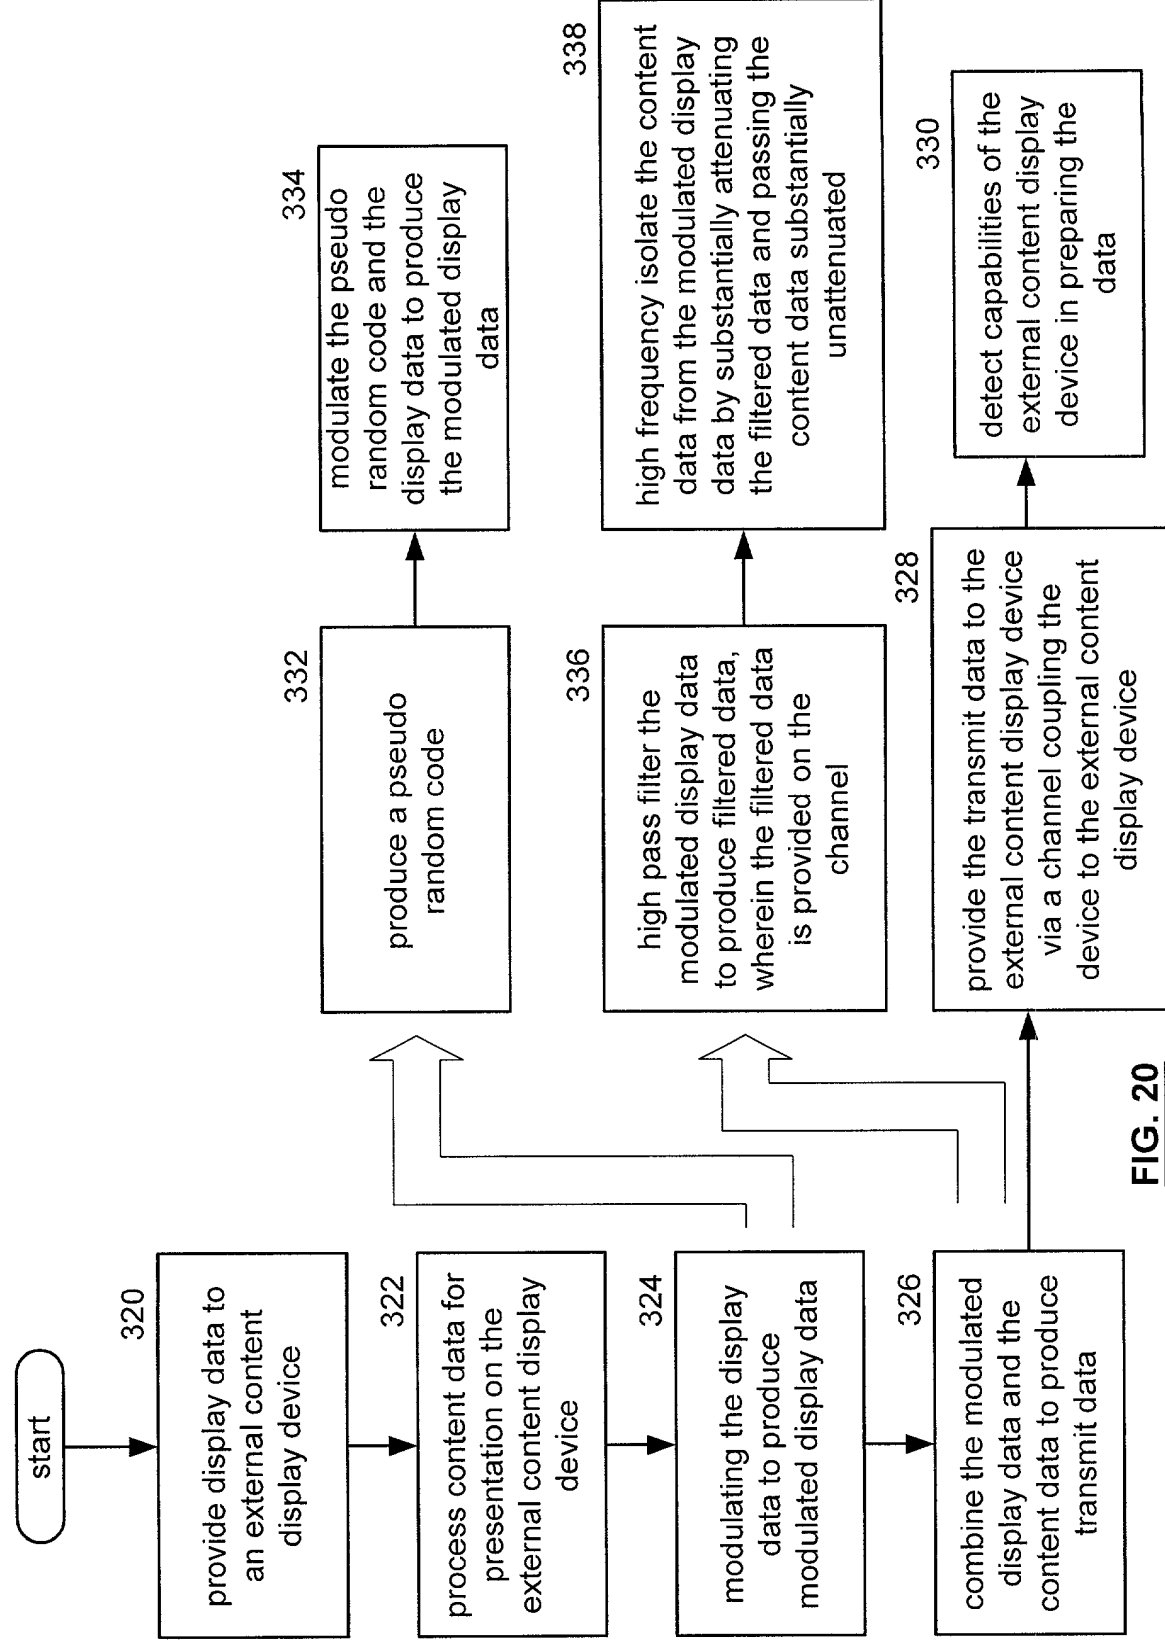 start
320
provide display data to
an external content
display device
322
process content data for
presentation on the
external content display
device
324
modulating the display
data to produce
modulated display data
326
combine the modulated
display data and the
content data to produce
transmit data
332
produce a pseudo
random code
334
modulate the pseudo
random code and the
display data to produce
the modulated display
data
336
high pass filter the
modulated display data
to produce filtered data,
wherein the filtered data
is provided on the
channel
338
high frequency isolate the content
data from the modulated display
data by substantially attenuating
the filtered data and passing the
content data substantially
unattenuated
328
provide the transmit data to the
external content display device
via a channel coupling the
device to the external content
display device
330
detect capabilities of the
external content display
device in preparing the
data
FIG. 20